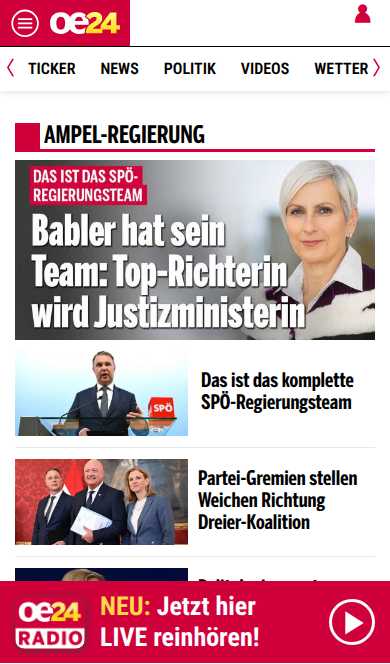 oe24
TICKER NEWS POLITIK VIDEOS WETTER
AMPEL-REGIERUNG
DAS IST DAS SPÖ-
REGIERUNGSTEAM
Babler hat sein
Team: Top-Richterin
wird Justizministerin
SPÖ
Das ist das komplette
SPÖ-Regierungsteam
Partei-Gremien stellen
Weichen Richtung
Dreier-Koalition
oe24
RADIO
NEU: Jetzt hier
LIVE reinhören!